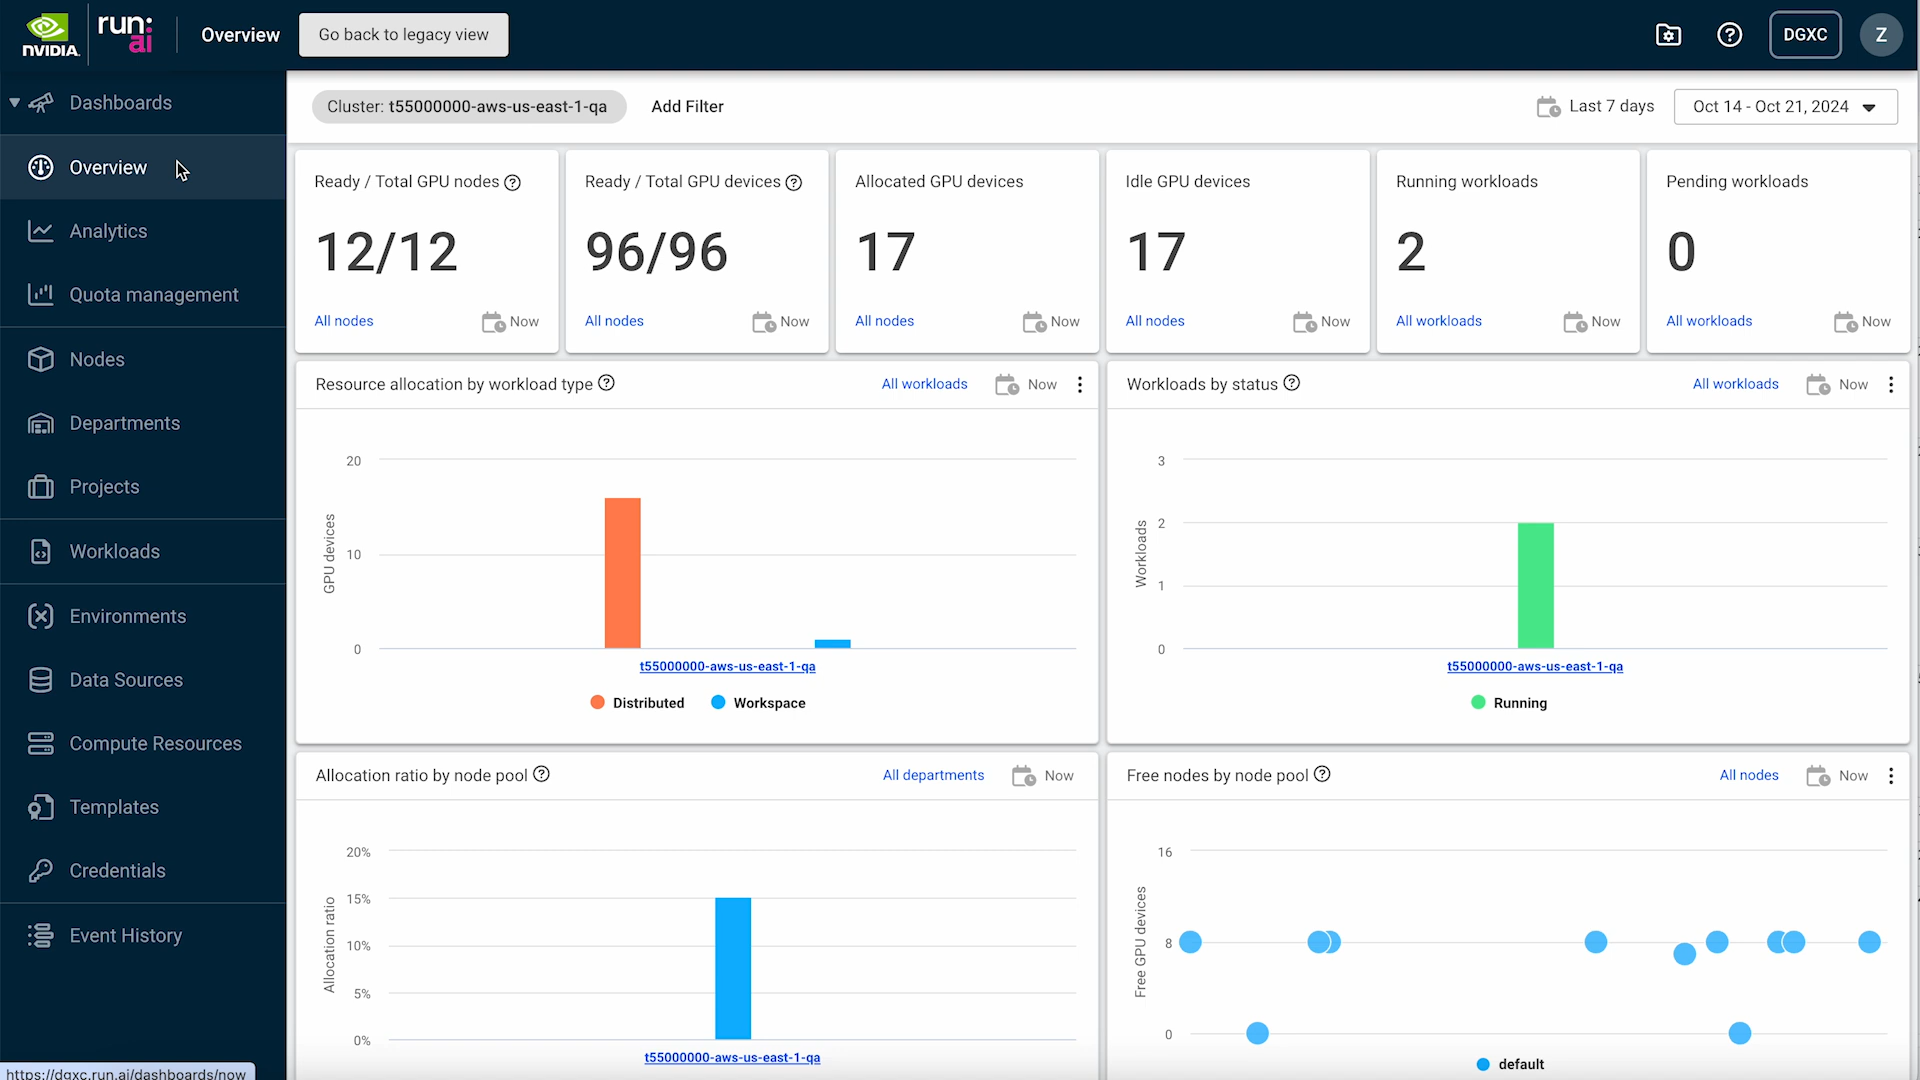 NVIDIA.
run:
ai
Overview
Go back to legacy view
DGXC
Z
Dashboards
Overview
Analytics
Quota management
Nodes
Departments
Projects
Workloads
Environments
Data Sources
Compute Resources
Templates
Credentials
Event History
https://dgxc.run.ai/dashboards/now
Cluster: t55000000-aws-us-east-1-qa
Add Filter
Last 7 days
Oct 14 - Oct 21, 2024
Ready / Total GPU nodes
12/12
All nodes
Now
Ready / Total GPU devices
96/96
All nodes
Now
Allocated GPU devices
17
All nodes
Now
Idle GPU devices
17
All nodes
Now
Running workloads
2
All workloads
Now
Pending workloads
0
All workloads
Now
Resource allocation by workload type
All workloads
Now
GPU devices
20
10
0
t55000000-aws-us-east-1-qa
Distributed
Workspace
Workloads by status
All workloads
Now
Workloads
3
2
1
0
t55000000-aws-us-east-1-qa
Running
Allocation ratio by node pool
All departments
Now
Allocation ratio
20%
15%
10%
5%
0%
t55000000-aws-us-east-1-qa
Free nodes by node pool
All nodes
Now
Free GPU devices
16
8
0
default